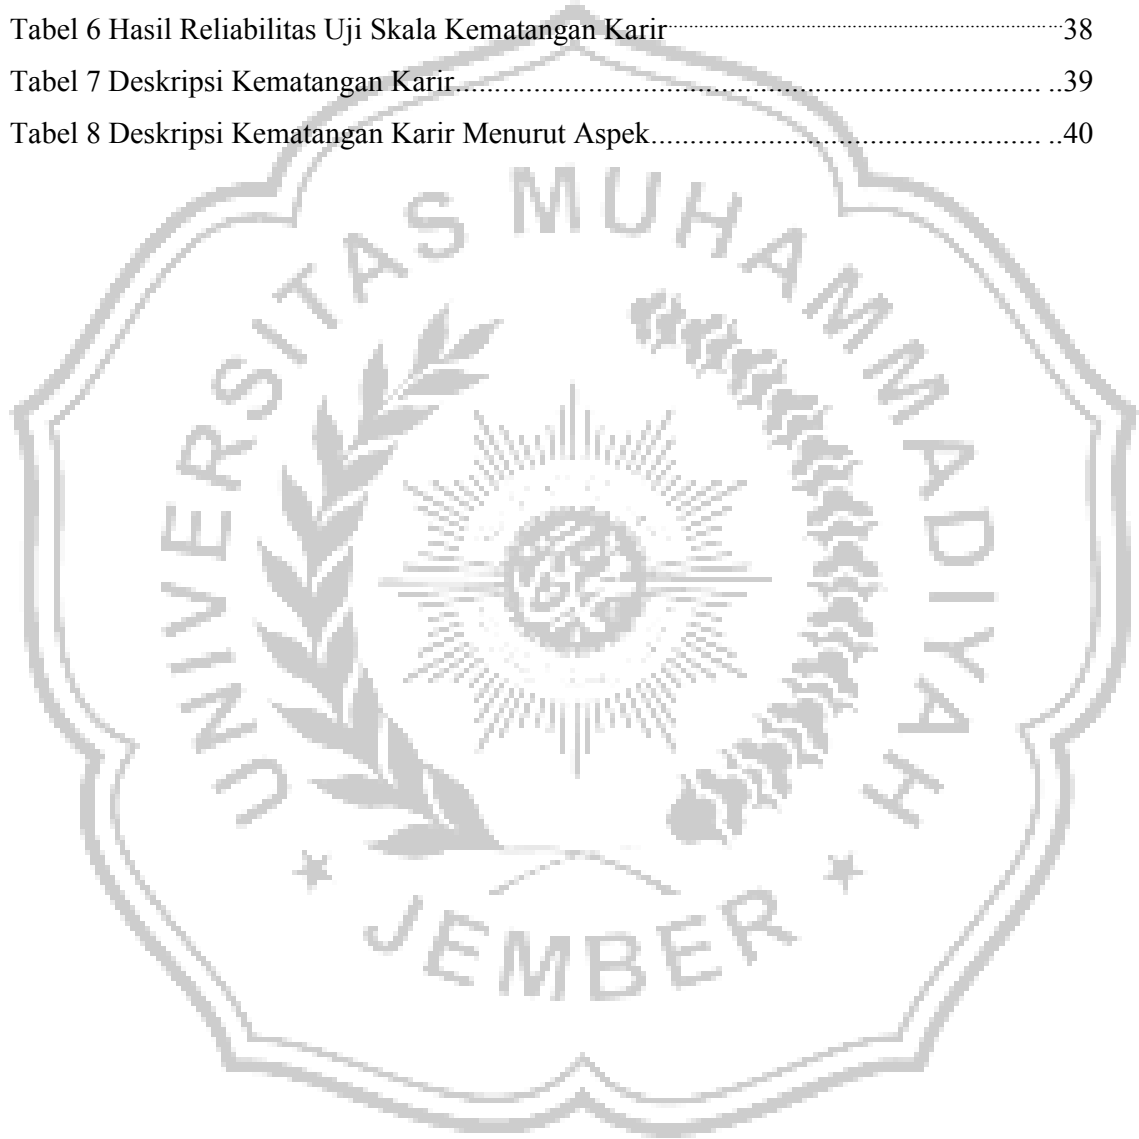 Tabel 6 Hasil Reliabilitas Uji Skala Kematangan Karir........................................................38
Tabel 7 Deskripsi Kematangan Karir........................................................................... ..39
Tabel 8 Deskripsi Kematangan Karir Menurut Aspek.................................................. ..40
UNIVERSITAS MUHAMMADIYAH
JEMBER